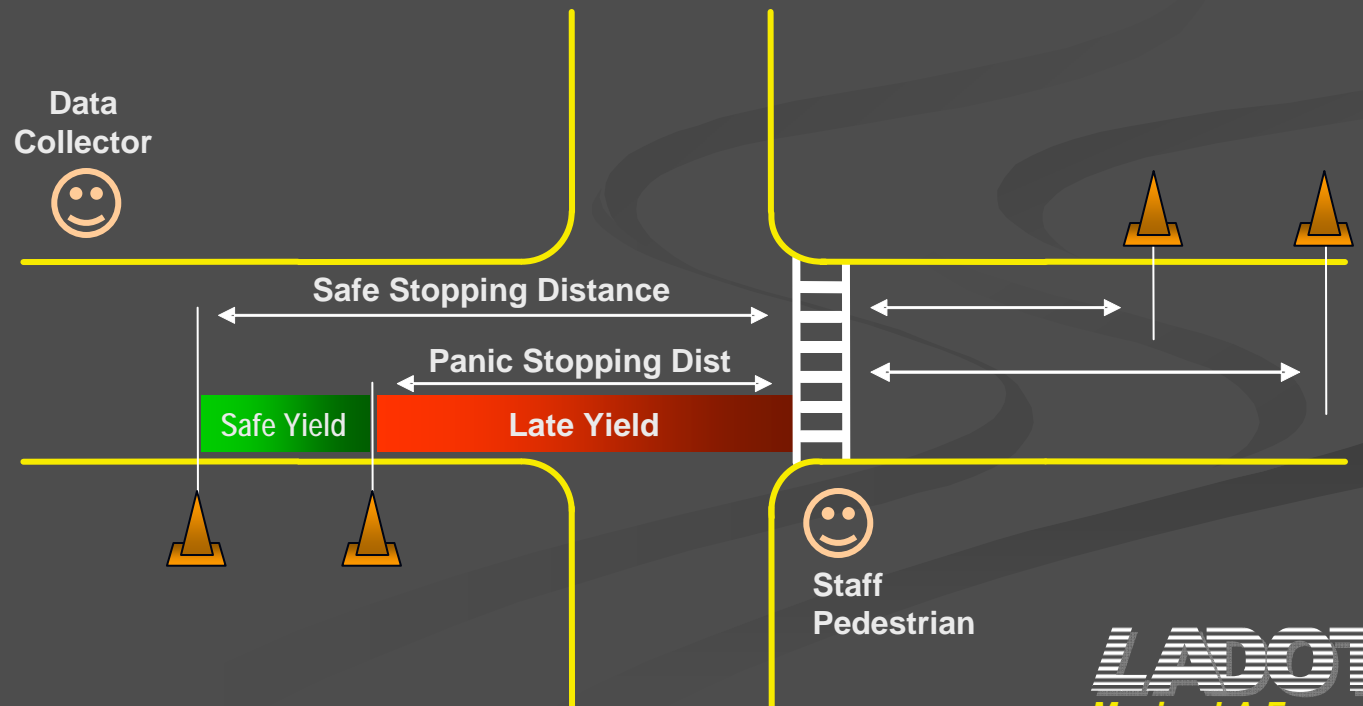 Data
Collector
Safe Stopping Distance
Panic Stopping Dist
Safe Yield
Late Yield
Staff
Pedestrian
LADOT